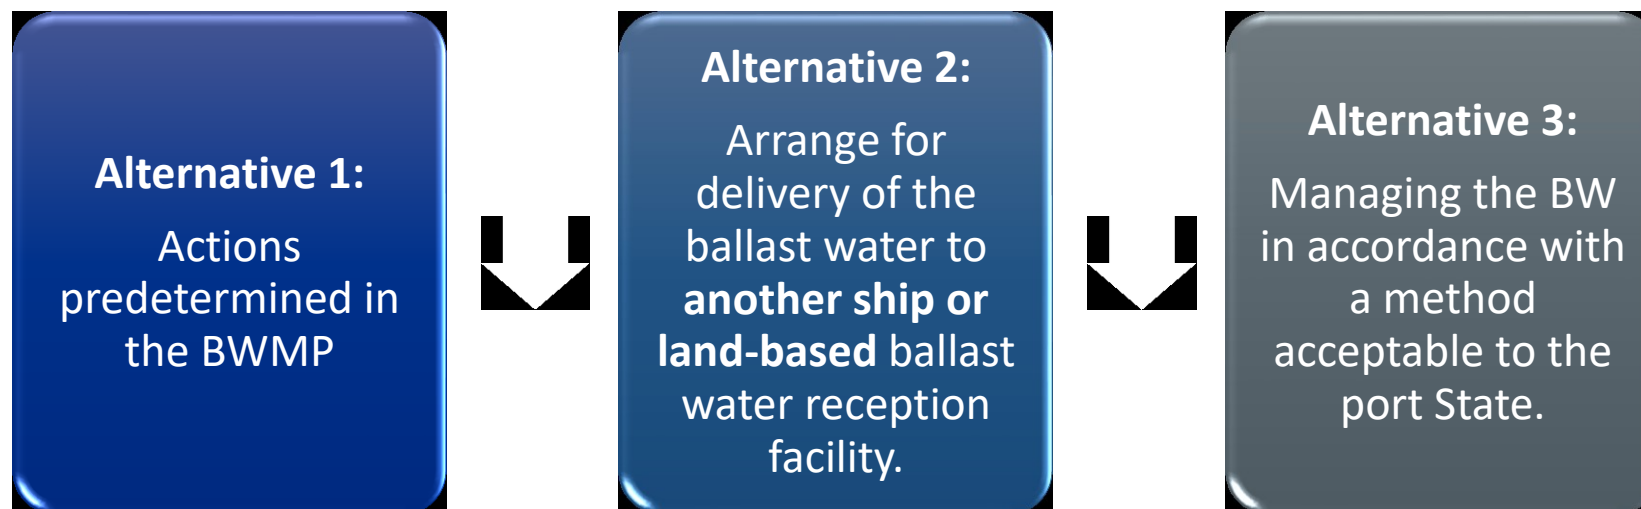 Alternative 1:
Actions
predetermined in
the BWMP
Alternative 2:
Arrange for
delivery of the
ballast water to
another ship or
land-based ballast
water reception
facility.
Alternative 3:
Managing the BW
in accordance with
a method
acceptable to the
port State.